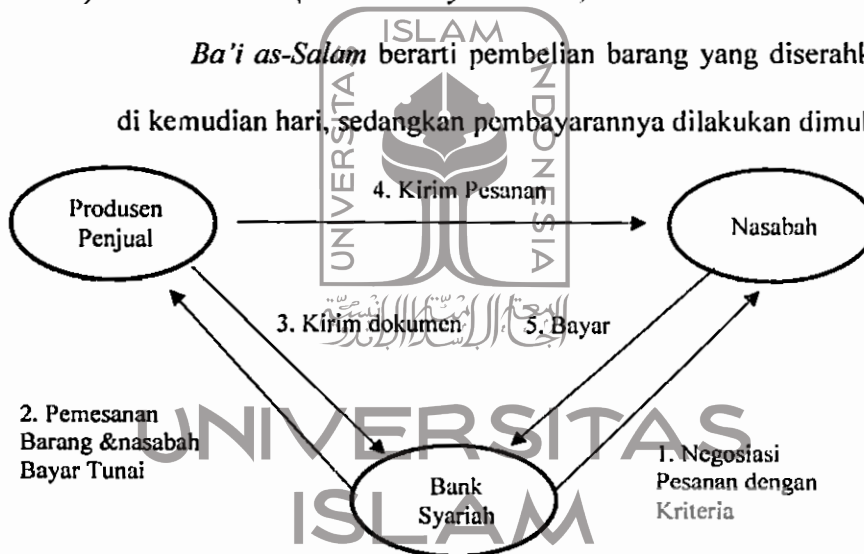 Ba'i as-Salam berarti pembelian barang yang diserahk
di kemudian hari, sedangkan pembayarannya dilakukan dimul
ISLAM
UNIVERSITAS
INDONESIA
Produsen
Penjual
4. Kirim Pesanan
Nasabah
3. Kirim dokumen
5. Bayar
2. Pemesanan
Barang &nasabah
Bayar Tunai
1. Negosiasi
Pesanan dengan
Kriteria
Bank
Syariah
UNIVERSITAS
ISLAM